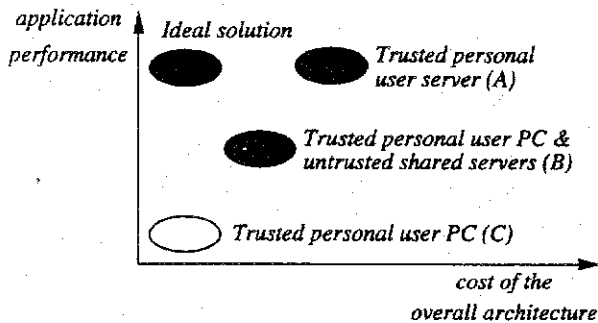 application
performance
Ideal solution
Trusted personal
user server (A)
Trusted personal user PC &
untrusted shared servers (B)
Trusted personal user PC (C)
cost of the
overall architecture